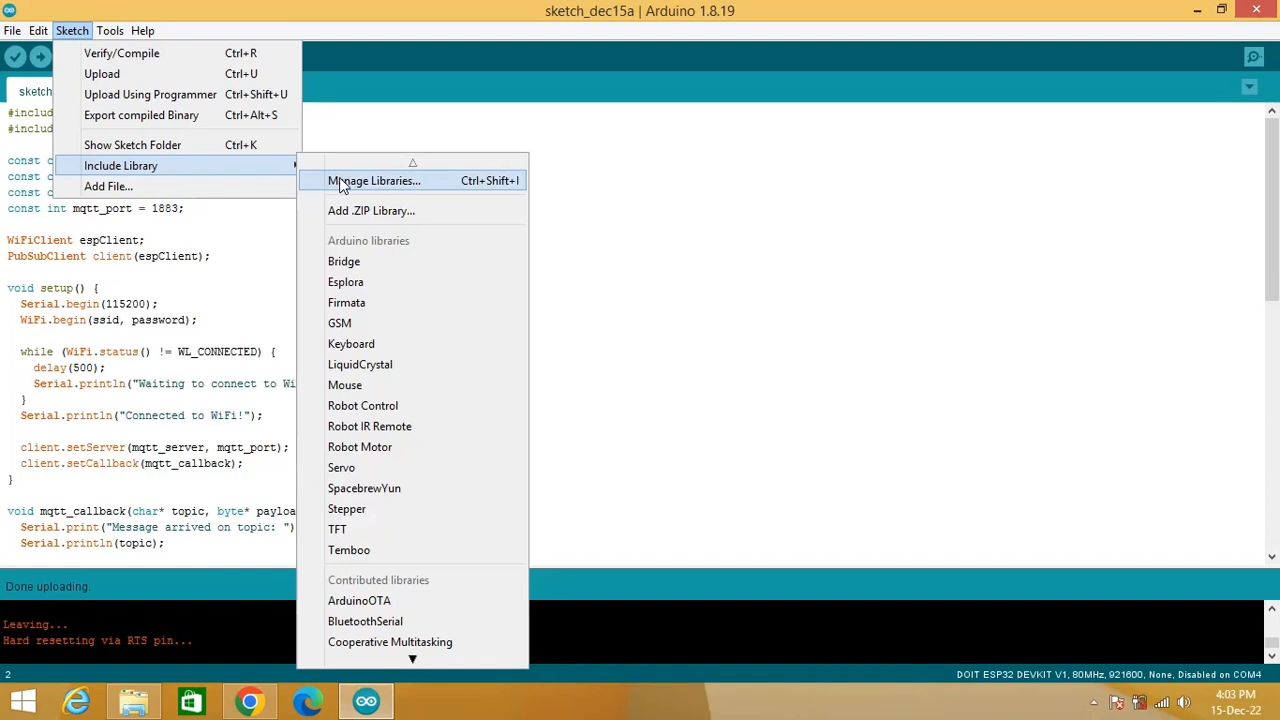 sketch_dec15a | Arduino 1.8.19
File Edit Sketch Tools Help
Verify/Compile Ctrl+R
Upload Ctrl+U
Upload Using Programmer Ctrl+Shift+U
Export compiled Binary Ctrl+Alt+S
Show Sketch Folder Ctrl+K
Include Library
Add File...
Manage Libraries... Ctrl+Shift+I
Add .ZIP Library...
Arduino libraries
Bridge
Esplora
Firmata
GSM
Keyboard
LiquidCrystal
Mouse
Robot Control
Robot IR Remote
Robot Motor
Servo
SpacebrewYun
Stepper
TFT
Temboo
Contributed libraries
ArduinoOTA
BluetoothSerial
Cooperative Multitasking
sketch
#includ
#includ
const c
const c
const c
const int mqtt_port = 1883;
WiFiClient espClient;
PubSubClient client(espClient);
void setup() {
Serial.begin(115200);
WiFi.begin(ssid, password);
while (WiFi.status() != WL_CONNECTED) {
delay(500);
Serial.println("Waiting to connect to Wi
}
Serial.println("Connected to WiFi!");
client.setServer(mqtt_server, mqtt_port);
client.setCallback(mqtt_callback);
}
void mqtt_callback(char* topic, byte* payloa
Serial.print("Message arrived on topic: ")
Serial.println(topic);
Done uploading.
Leaving...
Hard resetting via RTS pin...
2 DOIT ESP32 DEVKIT V1, 80MHz, 921600, None, Disabled on COM4
4:03 PM
15-Dec-22